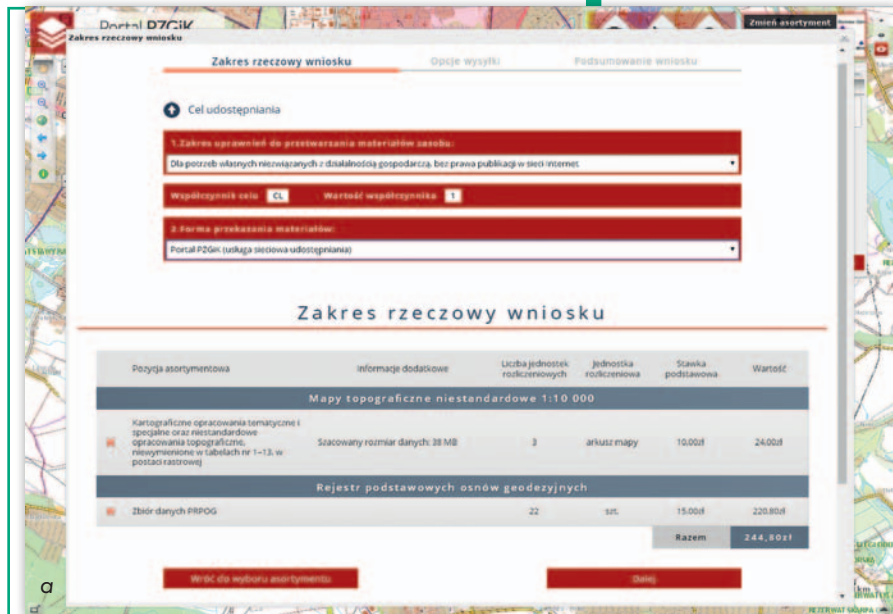 Portal PZGiK
Zmień asortyment
Zakres rzeczowy wniosku
Zakres rzeczowy wniosku Opcje wysyłki Podsumowanie wniosku
Cel udostępniania
1.Zakres uprawnień do przetwarzania materiałów zasobu:
Dla potrzeb własnych niezwiązanych z działalnością gospodarczą, bez prawa publikacji w sieci Internet
Współczynnik celu CL Wartość współczynnika 1
2.Forma przekazania materiałów:
Portal PZGiK (usługa sieciowa udostępniania)
Zakres rzeczowy wniosku
Pozycja asortymentowa Informacje dodatkowe Liczba jednostek rozliczeniowych Jednostka rozliczeniowa Stawka podstawowa Wartość
Mapy topograficzne niestandardowe 1:10 000
Kartograficzne opracowania tematyczne i
specjalne oraz niestandardowe
opracowania topograficzne,
niewymienione w tabelach nr 1–13, w
postaci rastrowej
Szacowany rozmiar danych: 38 MB 3 arkusz mapy 10.00zł 24.00zł
Rejestr podstawowych osnów geodezyjnych
Zbiór danych PRPOG 22 szt. 15.00zł 220.80zł
Razem 244,80zł
Wróć do wyboru asortymentu Dalej
a